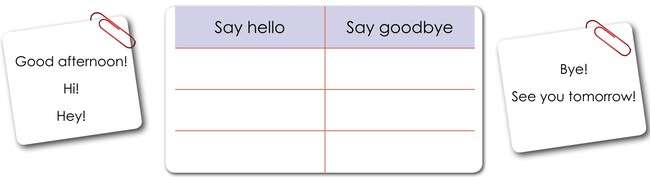 Good afternoon!
Hi!
Hey!
Say hello Say goodbye
Bye!
See you tomorrow!